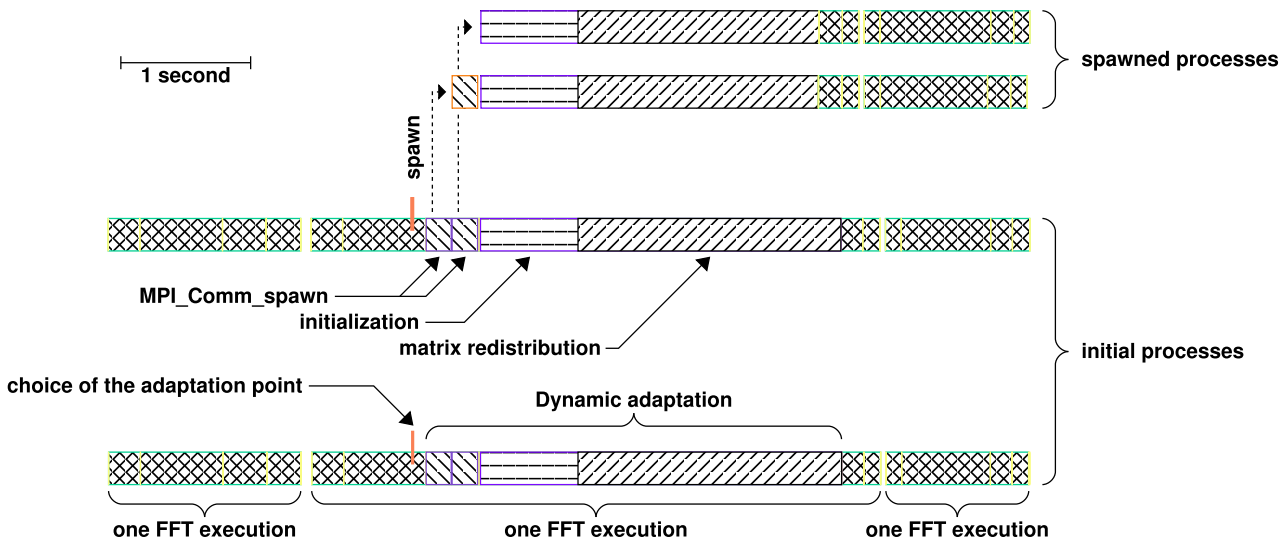 spawned processes
1 second
spawn
MPI_Comm_spawn
initialization
matrix redistribution
initial processes
choice of the adaptation point
Dynamic adaptation
one FFT execution
one FFT execution
one FFT execution